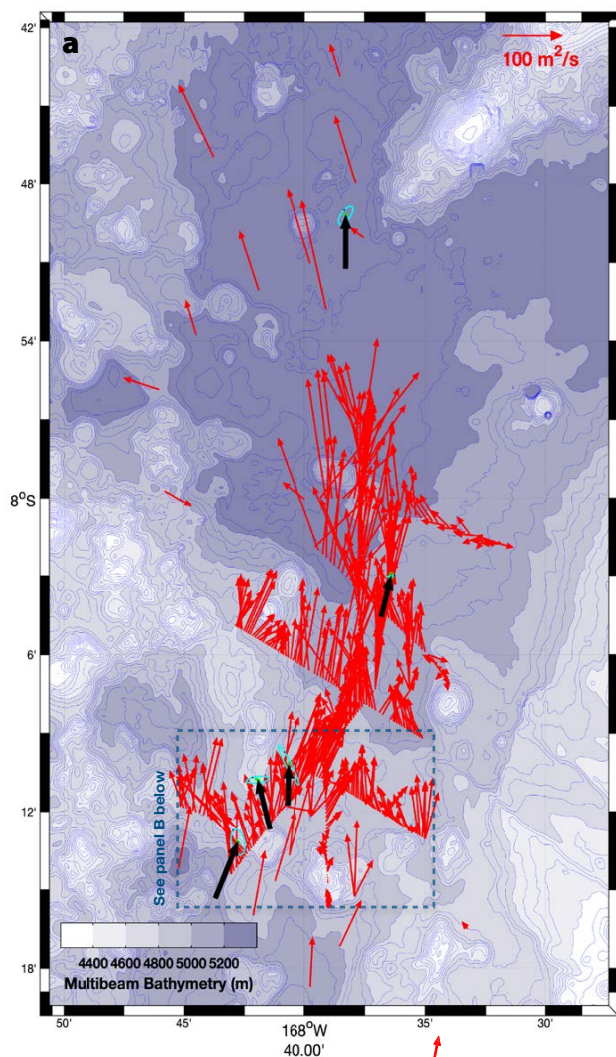 42'
a
100 m²/s
48'
54'
8°S
6'
12'
See panel B below
18'
4400 4600 4800 5000 5200
Multibeam Bathymetry (m)
50'
45'
168°W
40.00'
35'
30'